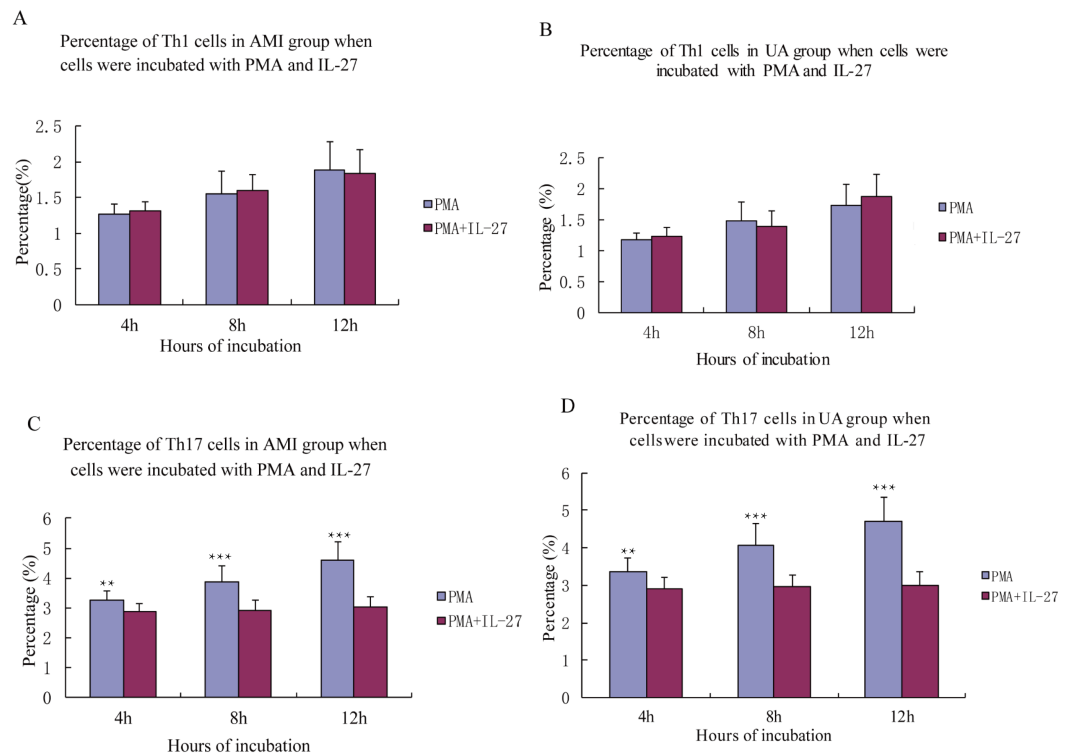 A
Percentage of Th1 cells in AMI group when
cells were incubated with PMA and IL-27
Percentage(%)
2.5
2
1.5
1
0.5
0
4h 8h 12h
Hours of incubation
PMA
PMA+IL-27
B
Percentage of Th1 cells in UA group when cells were
incubated with PMA and IL-27
Percentage (%)
2.5
2
1.5
1
0.5
0
4h 8h 12h
Hours of incubation
PMA
PMA+IL-27
C
Percentage of Th17 cells in AMI group when
cells were incubated with PMA and IL-27
Percentage (%)
6
5
4
3
2
1
0
** *** ***
4h 8h 12h
Hours of incubation
PMA
PMA+IL-27
D
Percentage of Th17 cells in UA group when
cells were incubated with PMA and IL-27
Percentage (%)
6
5
4
3
2
1
0
** *** ***
4h 8h 12h
Hours of incubation
PMA
PMA+IL-27